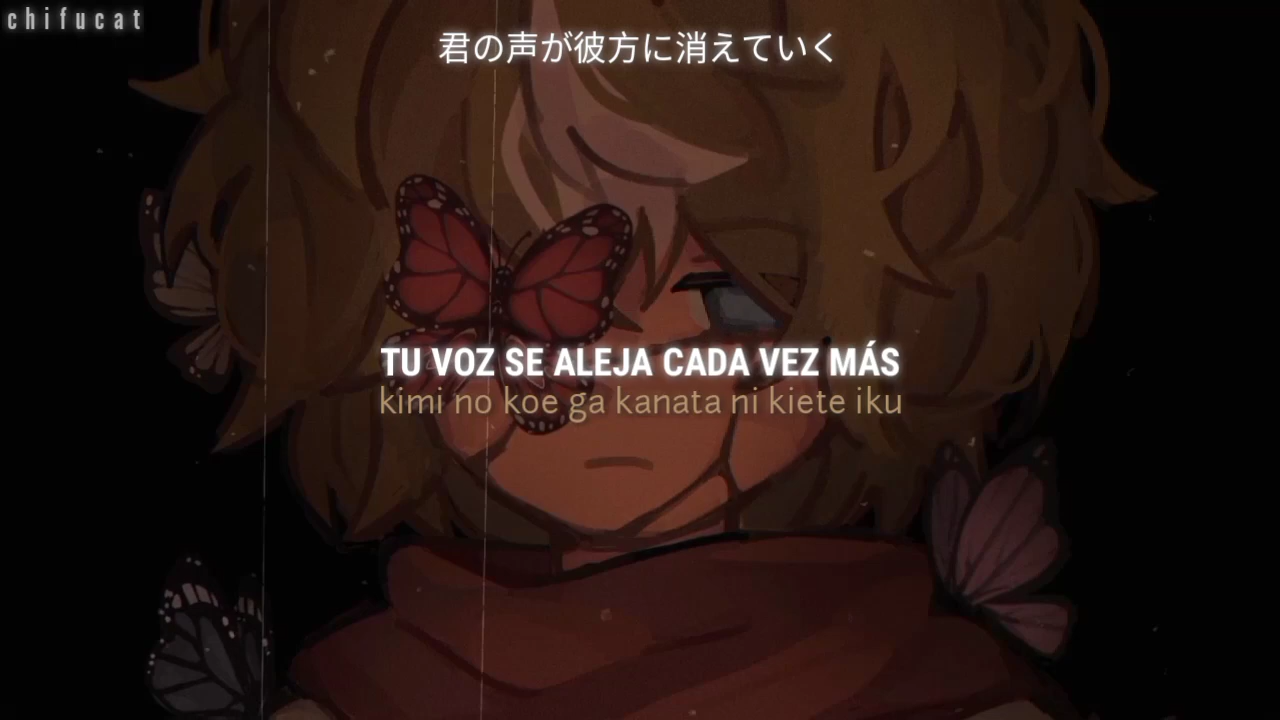 chifucat
君の声が彼方に消えていく
TU VOZ SE ALEJA CADA VEZ MÁS
kimi no koe ga kanata ni kiete iku